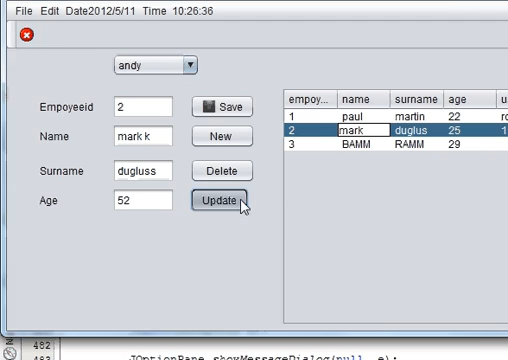 File Edit Date2012/5/11 Time 10:26:36
andy
Empoyeeid 2 Save
Name mark k New
Surname dugluss Delete
Age 52 Update
empoy... name surname age
1 paul martin 22
2 mark duglus 25 1
3 BAMM RAMM 29
482
483 JOptionPane.showMessageDialog(null, e);